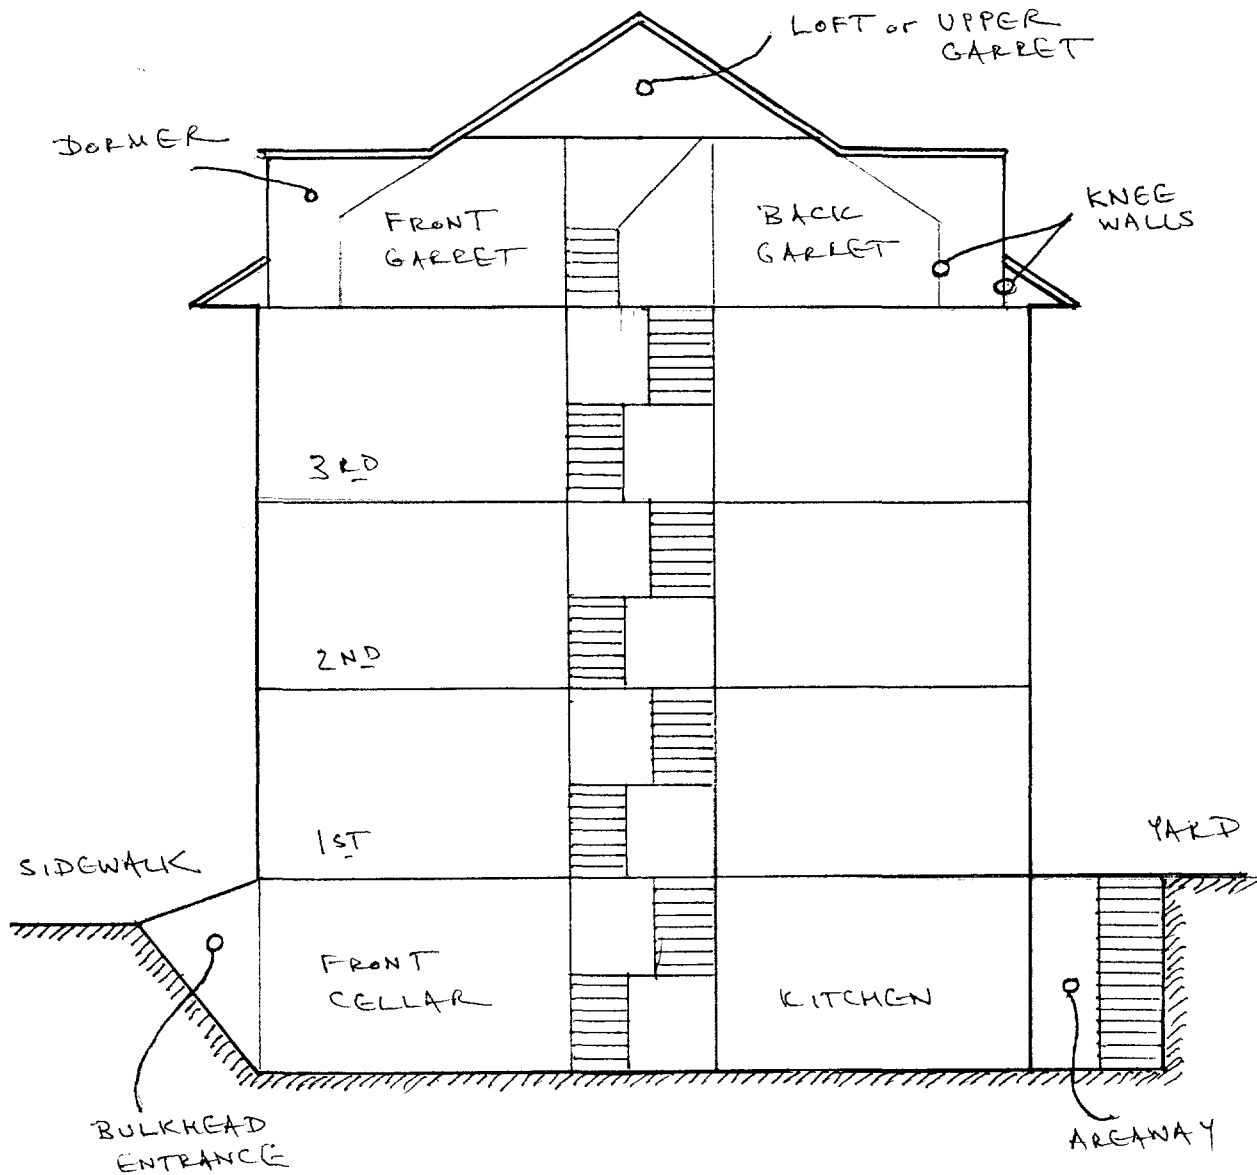 LOFT or UPPER
GARRET
DORMER
KNEE
WALLS
FRONT
GARRET
BACK
GARRET
3RD
2ND
1ST
YARD
SIDEWALK
FRONT
CELLAR
KITCHEN
BULKHEAD
ENTRANCE
AREAWAY